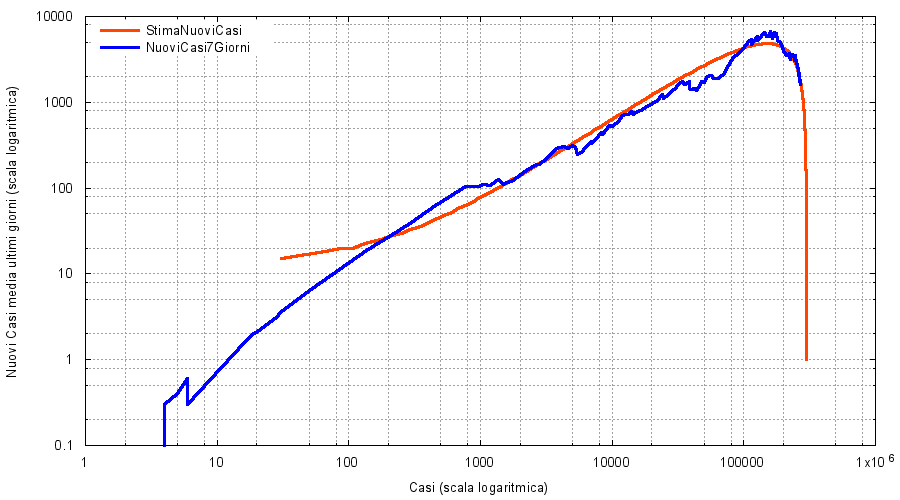 10000
StimaNuoviCasi
NuoviCasi7Giorni
1000
100
10
1
0.1
Nuovi Casi media ultimi giorni (scala logaritmica)
1 10 100 1000 10000 100000 1x10 6
Casi (scala logaritmica)